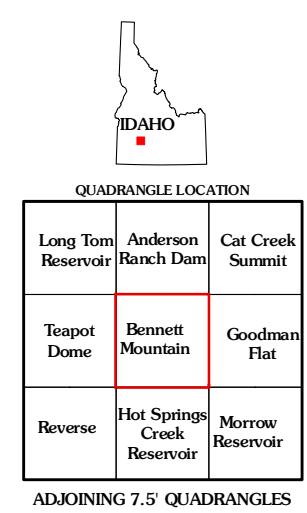 IDAHO
QUADRANGLE LOCATION
Long Tom
Reservoir
Anderson
Ranch Dam
Cat Creek
Summit
Teapot
Dome
Bennett
Mountain
Goodman
Flat
Reverse
Hot Springs
Creek
Reservoir
Morrow
Reservoir
ADJOINING 7.5' QUADRANGLES